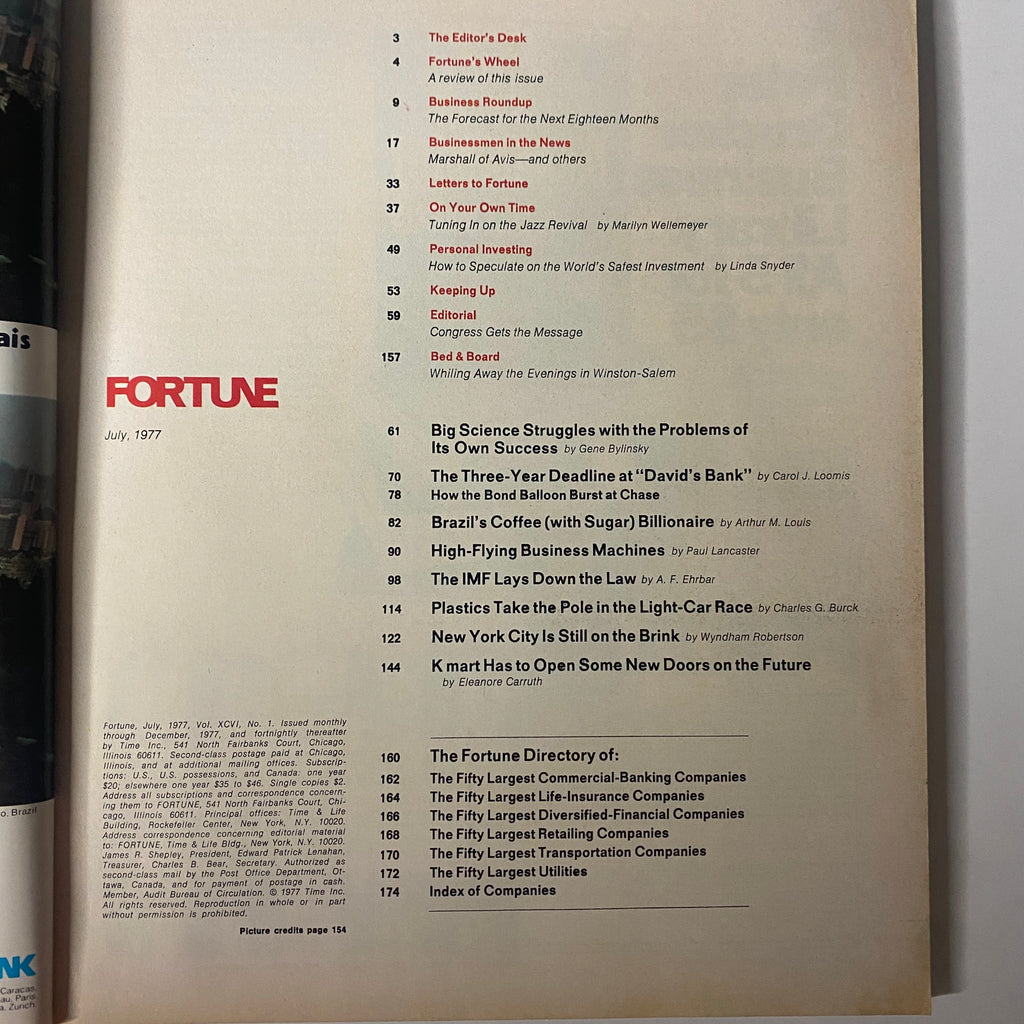 3 The Editor's Desk
4 Fortune's Wheel
A review of this issue
9 Business Roundup
The Forecast for the Next Eighteen Months
17 Businessmen in the News
Marshall of Avis—and others
33 Letters to Fortune
37 On Your Own Time
Tuning In on the Jazz Revival by Marilyn Wellemeyer
49 Personal Investing
How to Speculate on the World's Safest Investment by Linda Snyder
53 Keeping Up
59 Editorial
Congress Gets the Message
157 Bed & Board
Whiling Away the Evenings in Winston-Salem
FORTUNE
July, 1977
61 Big Science Struggles with the Problems of
Its Own Success by Gene Bylinsky
70 The Three-Year Deadline at "David's Bank" by Carol J. Loomis
78 How the Bond Balloon Burst at Chase
82 Brazil's Coffee (with Sugar) Billionaire by Arthur M. Louis
90 High-Flying Business Machines by Paul Lancaster
98 The IMF Lays Down the Law by A. F. Ehrbar
114 Plastics Take the Pole in the Light-Car Race by Charles G. Burck
122 New York City Is Still on the Brink by Wyndham Robertson
144 K mart Has to Open Some New Doors on the Future
by Eleanore Carruth
Fortune, July, 1977, Vol. XCVI, No. 1. Issued monthly
through December, 1977, and fortnightly thereafter
by Time Inc., 541 North Fairbanks Court, Chicago,
Illinois 60611. Second-class postage paid at Chicago,
Illinois, and at additional mailing offices. Subscrip-
tions: U.S., U.S. possessions, and Canada: one year
$20; elsewhere one year $35 to $46. Single copies $2.
Address all subscriptions and correspondence concern-
ing them to FORTUNE, 541 North Fairbanks Court, Chi-
cago, Illinois 60611. Principal offices: Time & Life
Building, Rockefeller Center, New York, N.Y. 10020.
Address correspondence concerning editorial material
to: FORTUNE, Time & Life Bldg., New York, N.Y. 10020.
James R. Shepley, President, Edward Patrick Lenahan,
Treasurer, Charles B. Bear, Secretary. Authorized as
second-class mail by the Post Office Department, Ot-
tawa, Canada, and for payment of postage in cash.
Member, Audit Bureau of Circulation. © 1977 Time Inc.
All rights reserved. Reproduction in whole or in part
without permission is prohibited.
Picture credits page 154
160 The Fortune Directory of:
162 The Fifty Largest Commercial-Banking Companies
164 The Fifty Largest Life-Insurance Companies
166 The Fifty Largest Diversified-Financial Companies
168 The Fifty Largest Retailing Companies
170 The Fifty Largest Transportation Companies
172 The Fifty Largest Utilities
174 Index of Companies
ais
o. Brazil
NK
Caracas,
au, Paris,
a, Zurich.